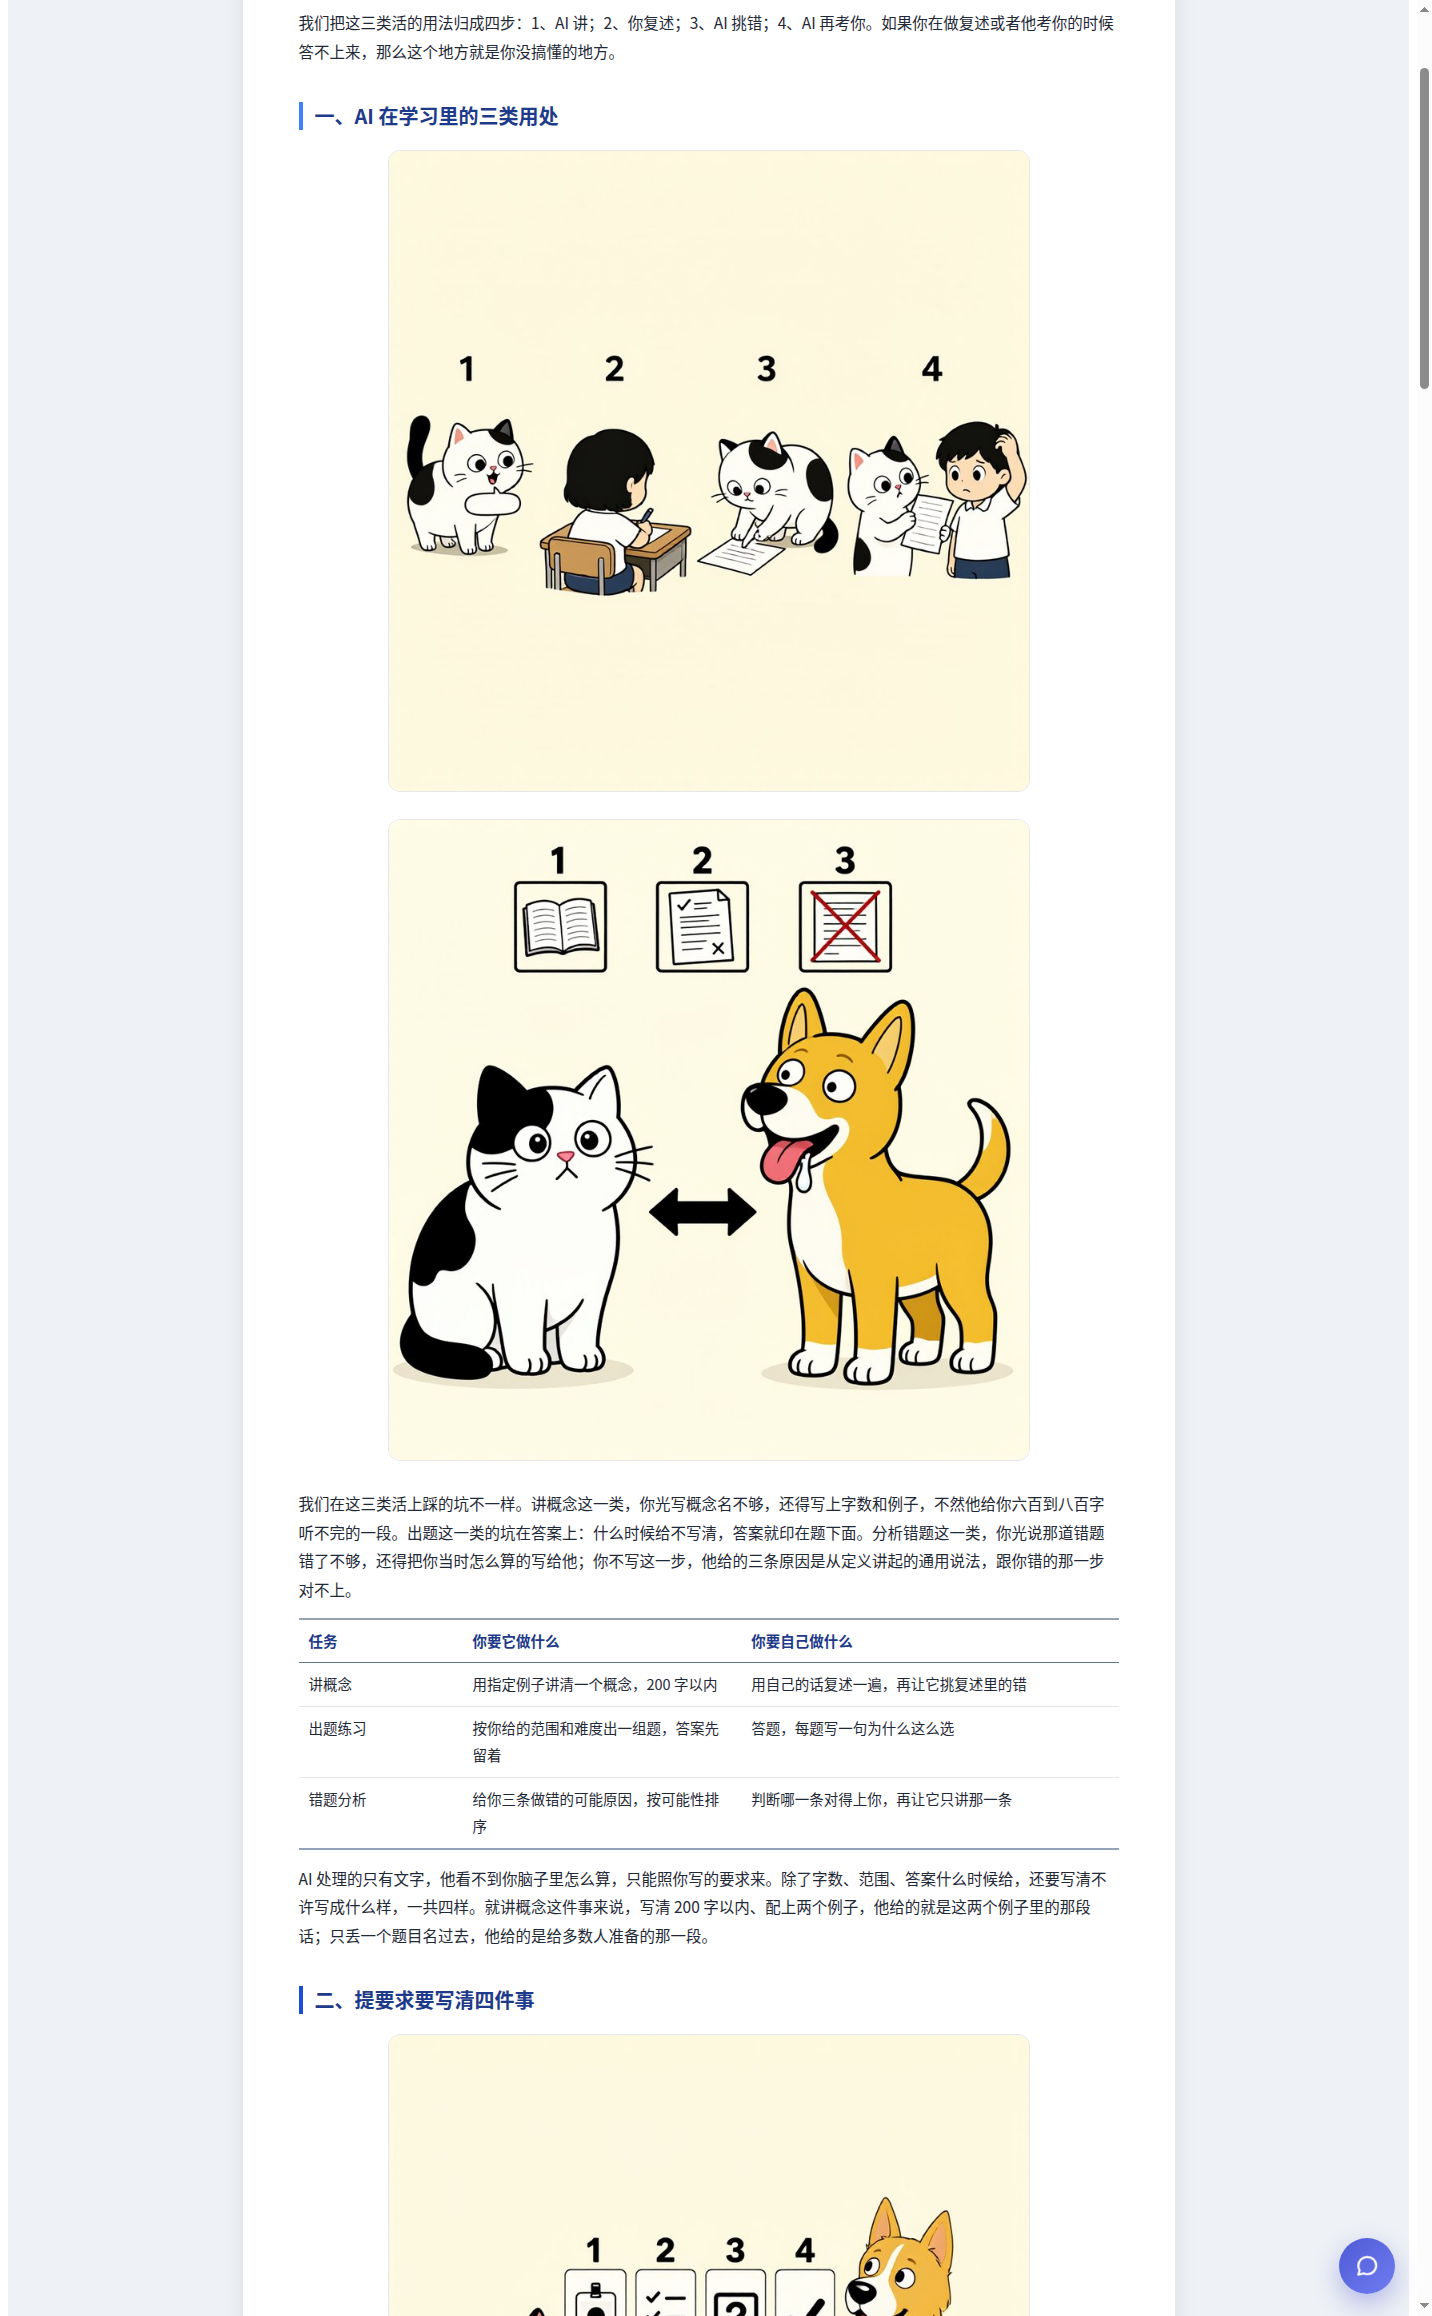 我们把这三类活的用法归成四步：1、AI 讲；2、你复述；3、AI 挑错；4、AI 再考你。如果你在做复述或者他考你的时候
答不上来，那么这个地方就是你没搞懂的地方。
一、AI 在学习里的三类用处
1 2 3 4
1 2 3
我们在这三类活上踩的坑不一样。讲概念这一类，你光写概念名不够，还得写上字数和例子，不然他给你六百到八百字
听不完的一段。出题这一类的坑在答案上：什么时候给不写清，答案就印在题下面。分析错题这一类，你光说那道错题
错了不够，还得把你当时怎么算的写给他；你不写这一步，他给的三条原因是从定义讲起的通用说法，跟你错的那一步
对不上。
任务 你要它做什么 你要自己做什么
讲概念 用指定例子讲清一个概念，200 字以内 用自己的话复述一遍，再让它挑复述里的错
出题练习 按你给的范围和难度出一组题，答案先 答题，每题写一句为什么这么选
留着
错题分析 给你三条做错的可能原因，按可能性排 判断哪一条对得上你，再让它只讲那一条
序
AI 处理的只有文字，他看不到你脑子里怎么算，只能照你写的要求来。除了字数、范围、答案什么时候给，还要写清不
许写成什么样，一共四样。就讲概念这件事来说，写清 200 字以内、配上两个例子，他给的就是这两个例子里的那段
话；只丢一个题目名过去，他给的是给多数人准备的那一段。
二、提要求要写清四件事
1 2 3 4
?